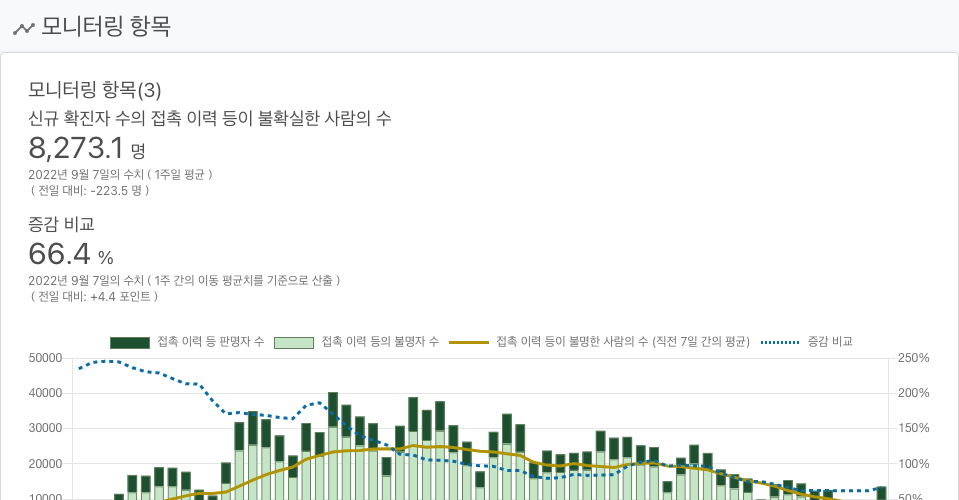 모니터링 항목
모니터링 항목(3)
신규 확진자 수의 접촉 이력 등이 불확실한 사람의 수
8,273.1 명
2022년 9월 7일의 수치 ( 1주일 평균 )
( 전일 대비: -223.5 명 )
증감 비교
66.4 %
2022년 9월 7일의 수치 ( 1주 간의 이동 평균치를 기준으로 산출 )
( 전일 대비: +4.4 포인트 )
접촉 이력 등 판명자 수 접촉 이력 등의 불명자 수 접촉 이력 등이 불명한 사람의 수 (직전 7일 간의 평균) 증감 비교
50000 250%
40000 200%
30000 150%
20000 100%
10000 50%